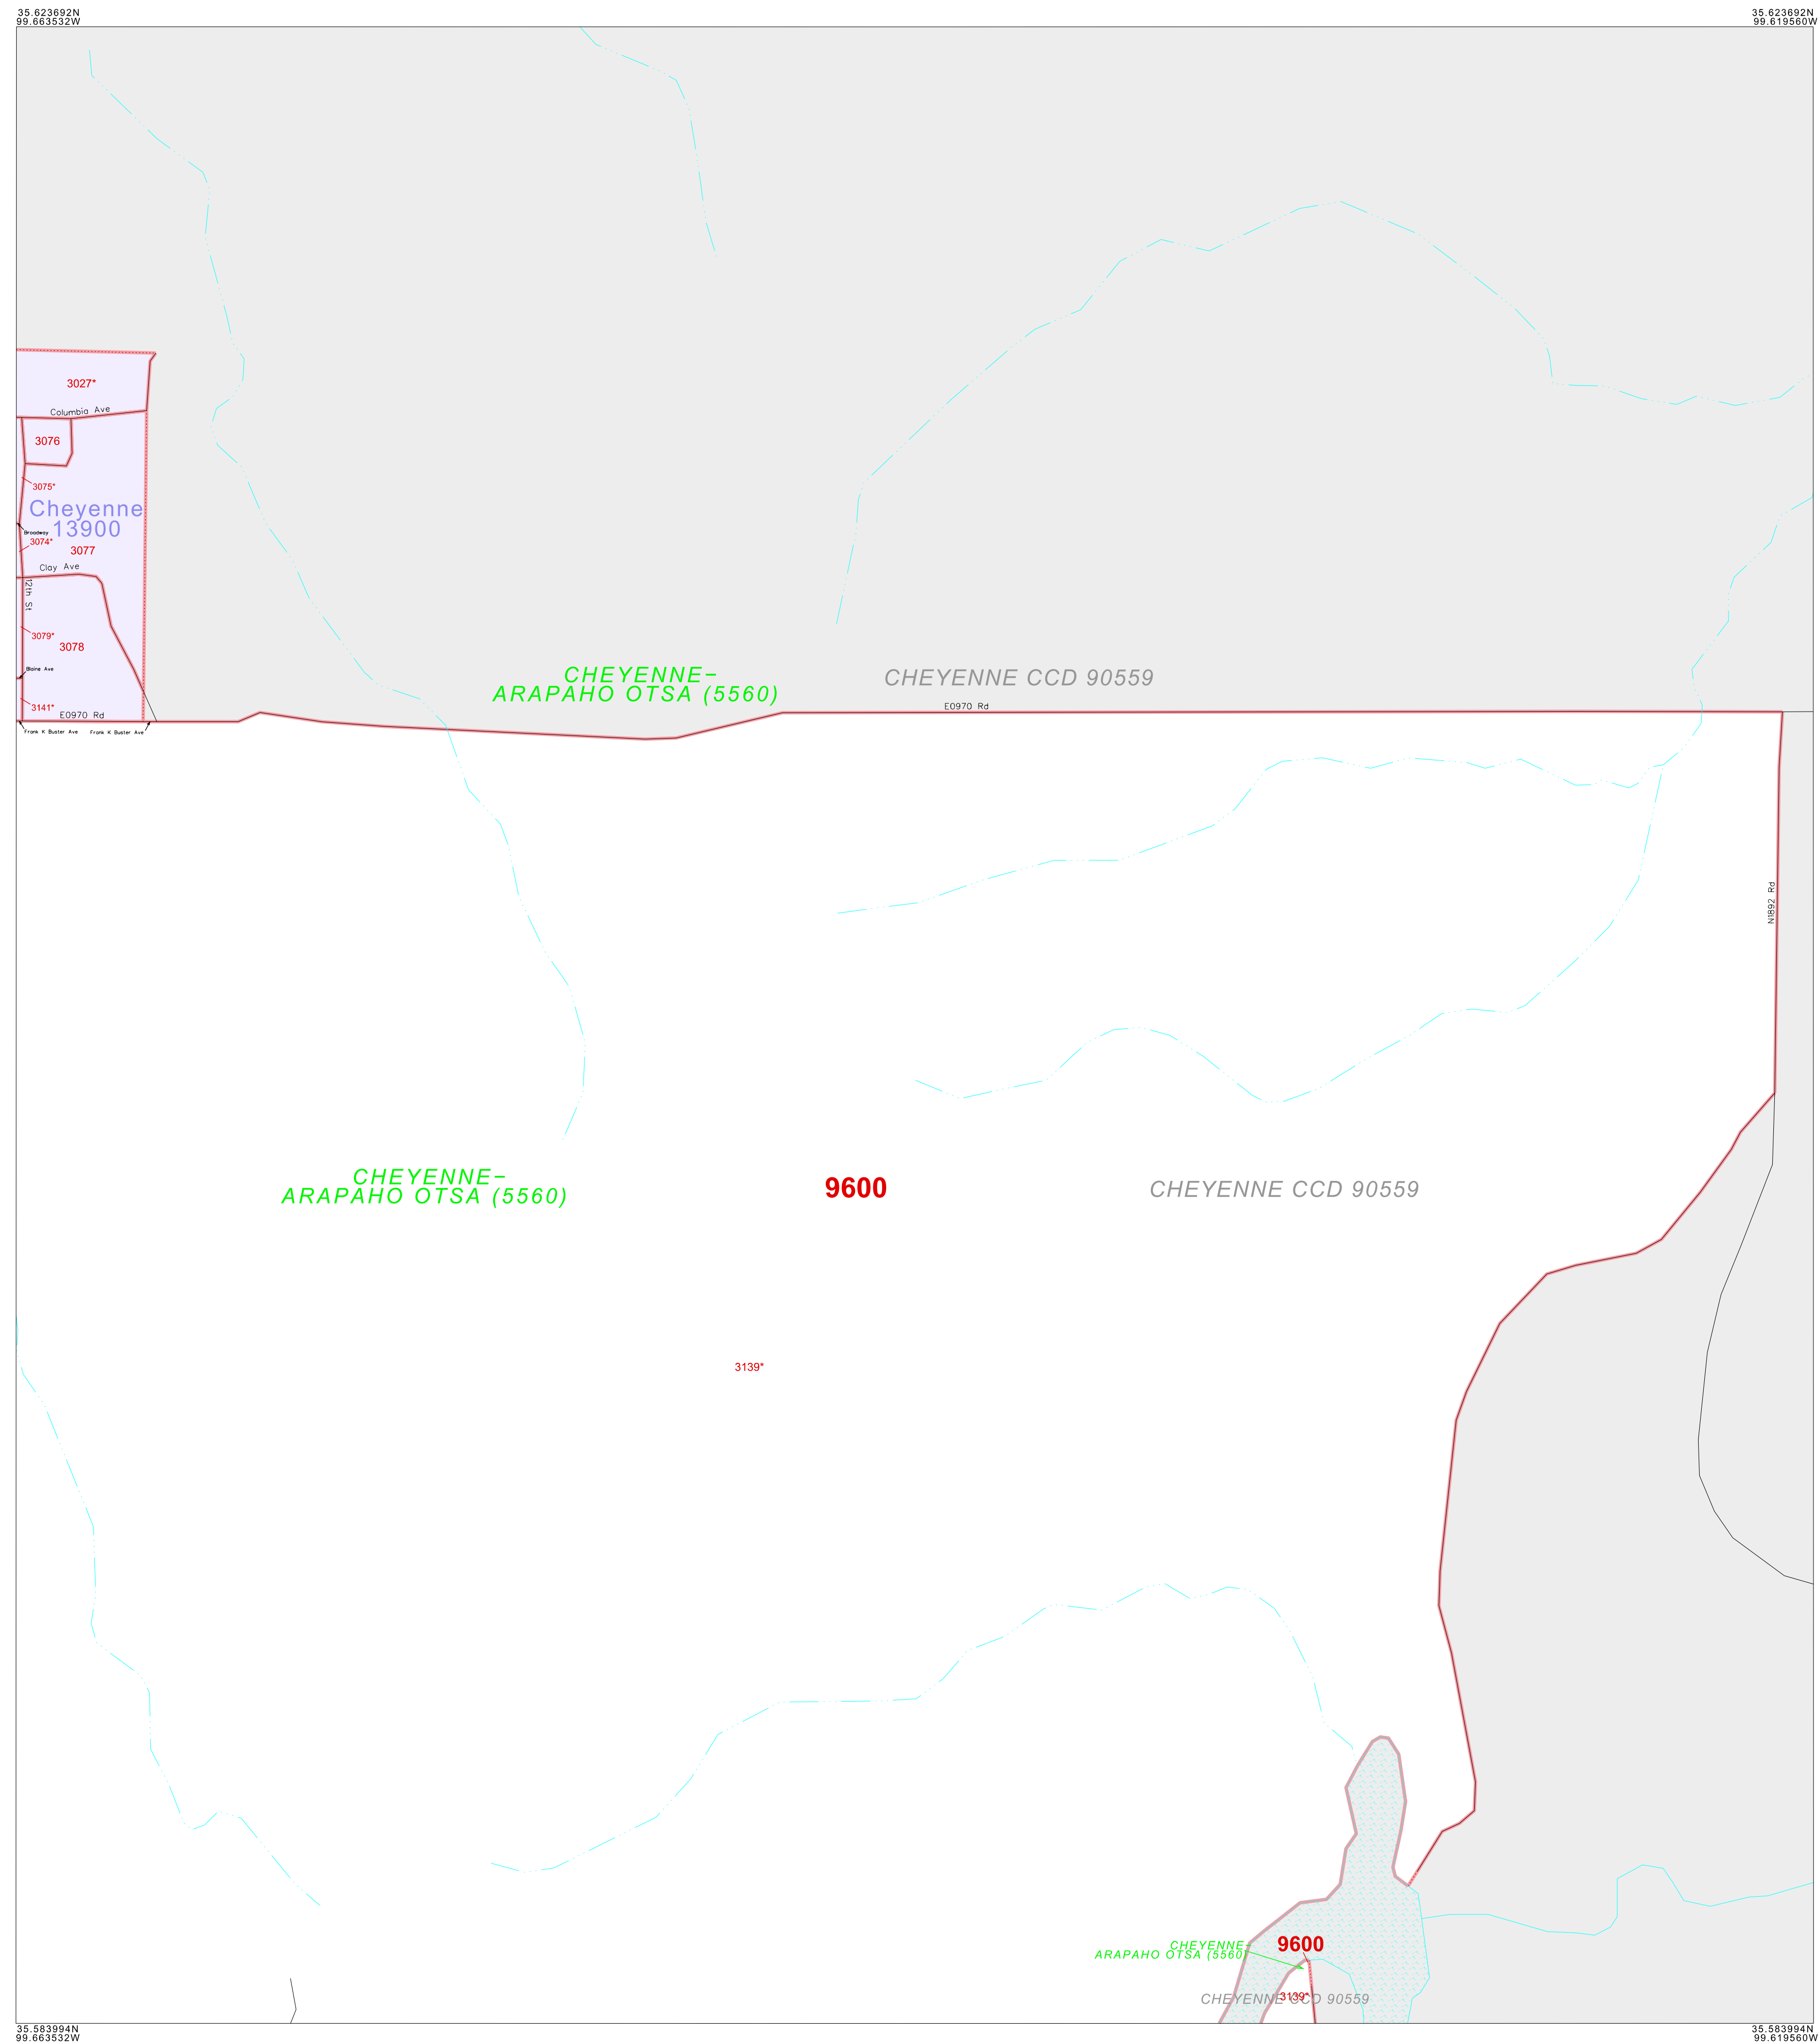 35.623692N
99.663532W
35.623692N
99.619560W
3027*
Columbia Ave
3076
3075*
Cheyenne
13900
Broadway
3074*
3077
Clay Ave
12th St
3079*
3078
Blaine Ave
3141*
E0970 Rd
Frank K Buster Ave
Frank K Buster Ave
CHEYENNE-
ARAPAHO OTSA (5560)
CHEYENNE CCD 90559
E0970 Rd
N1892 Rd
CHEYENNE-
ARAPAHO OTSA (5560)
9600
CHEYENNE CCD 90559
3139*
CHEYENNE-
ARAPAHO OTSA (5560)
9600
CHEYENNE CCD 90559
3139*
35.583994N
99.663532W
35.583994N
99.619560W